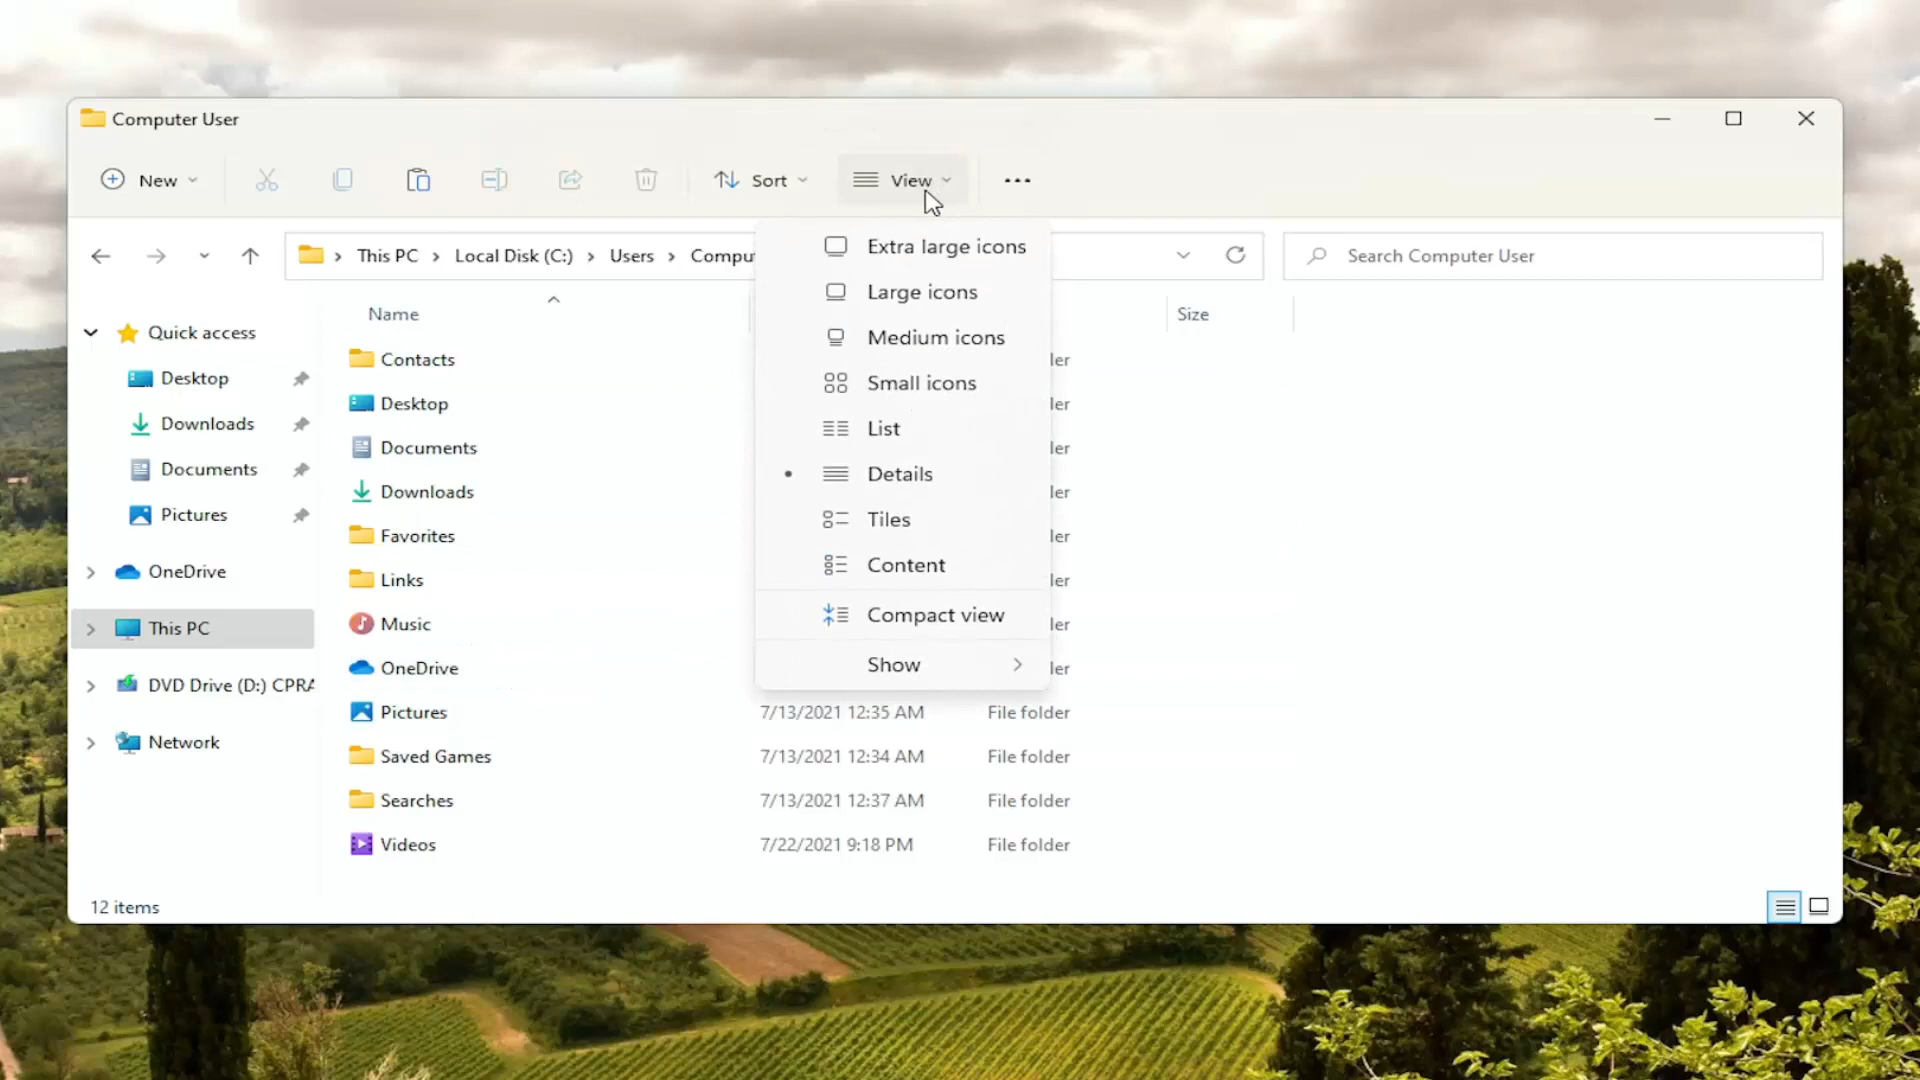 Computer User
New
Sort
View
This PC
Local Disk (C:)
Users
Compu
Search Computer User
Name
Size
Quick access
Desktop
Downloads
Documents
Pictures
OneDrive
This PC
DVD Drive (D:) CPRA
Network
Contacts
ler
Desktop
ler
Documents
ler
Downloads
ler
Favorites
ler
Links
ler
Music
ler
OneDrive
ler
Pictures 7/13/2021 12:35 AM File folder
Saved Games 7/13/2021 12:34 AM File folder
Searches 7/13/2021 12:37 AM File folder
Videos 7/22/2021 9:18 PM File folder
Extra large icons
Large icons
Medium icons
Small icons
List
Details
Tiles
Content
Compact view
Show
12 items